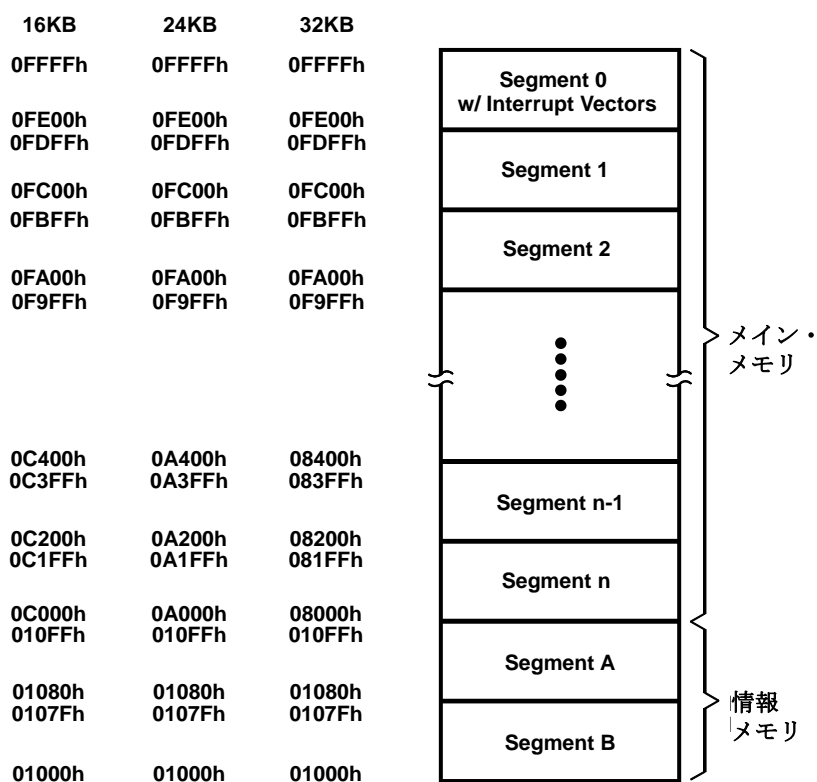 16KB 24KB 32KB
0FFFFh 0FFFFh 0FFFFh
Segment 0
w/ Interrupt Vectors
0FE00h 0FE00h 0FE00h
0FDFFh 0FDFFh 0FDFFh
Segment 1
0FC00h 0FC00h 0FC00h
0FBFFh 0FBFFh 0FBFFh
Segment 2
0FA00h 0FA00h 0FA00h
0F9FFh 0F9FFh 0F9FFh
メイン・
メモリ
0C400h 0A400h 08400h
0C3FFh 0A3FFh 083FFh
Segment n-1
0C200h 0A200h 08200h
0C1FFh 0A1FFh 081FFh
Segment n
0C000h 0A000h 08000h
010FFh 010FFh 010FFh
Segment A
01080h 01080h 01080h
0107Fh 0107Fh 0107Fh
情報
メモリ
Segment B
01000h 01000h 01000h